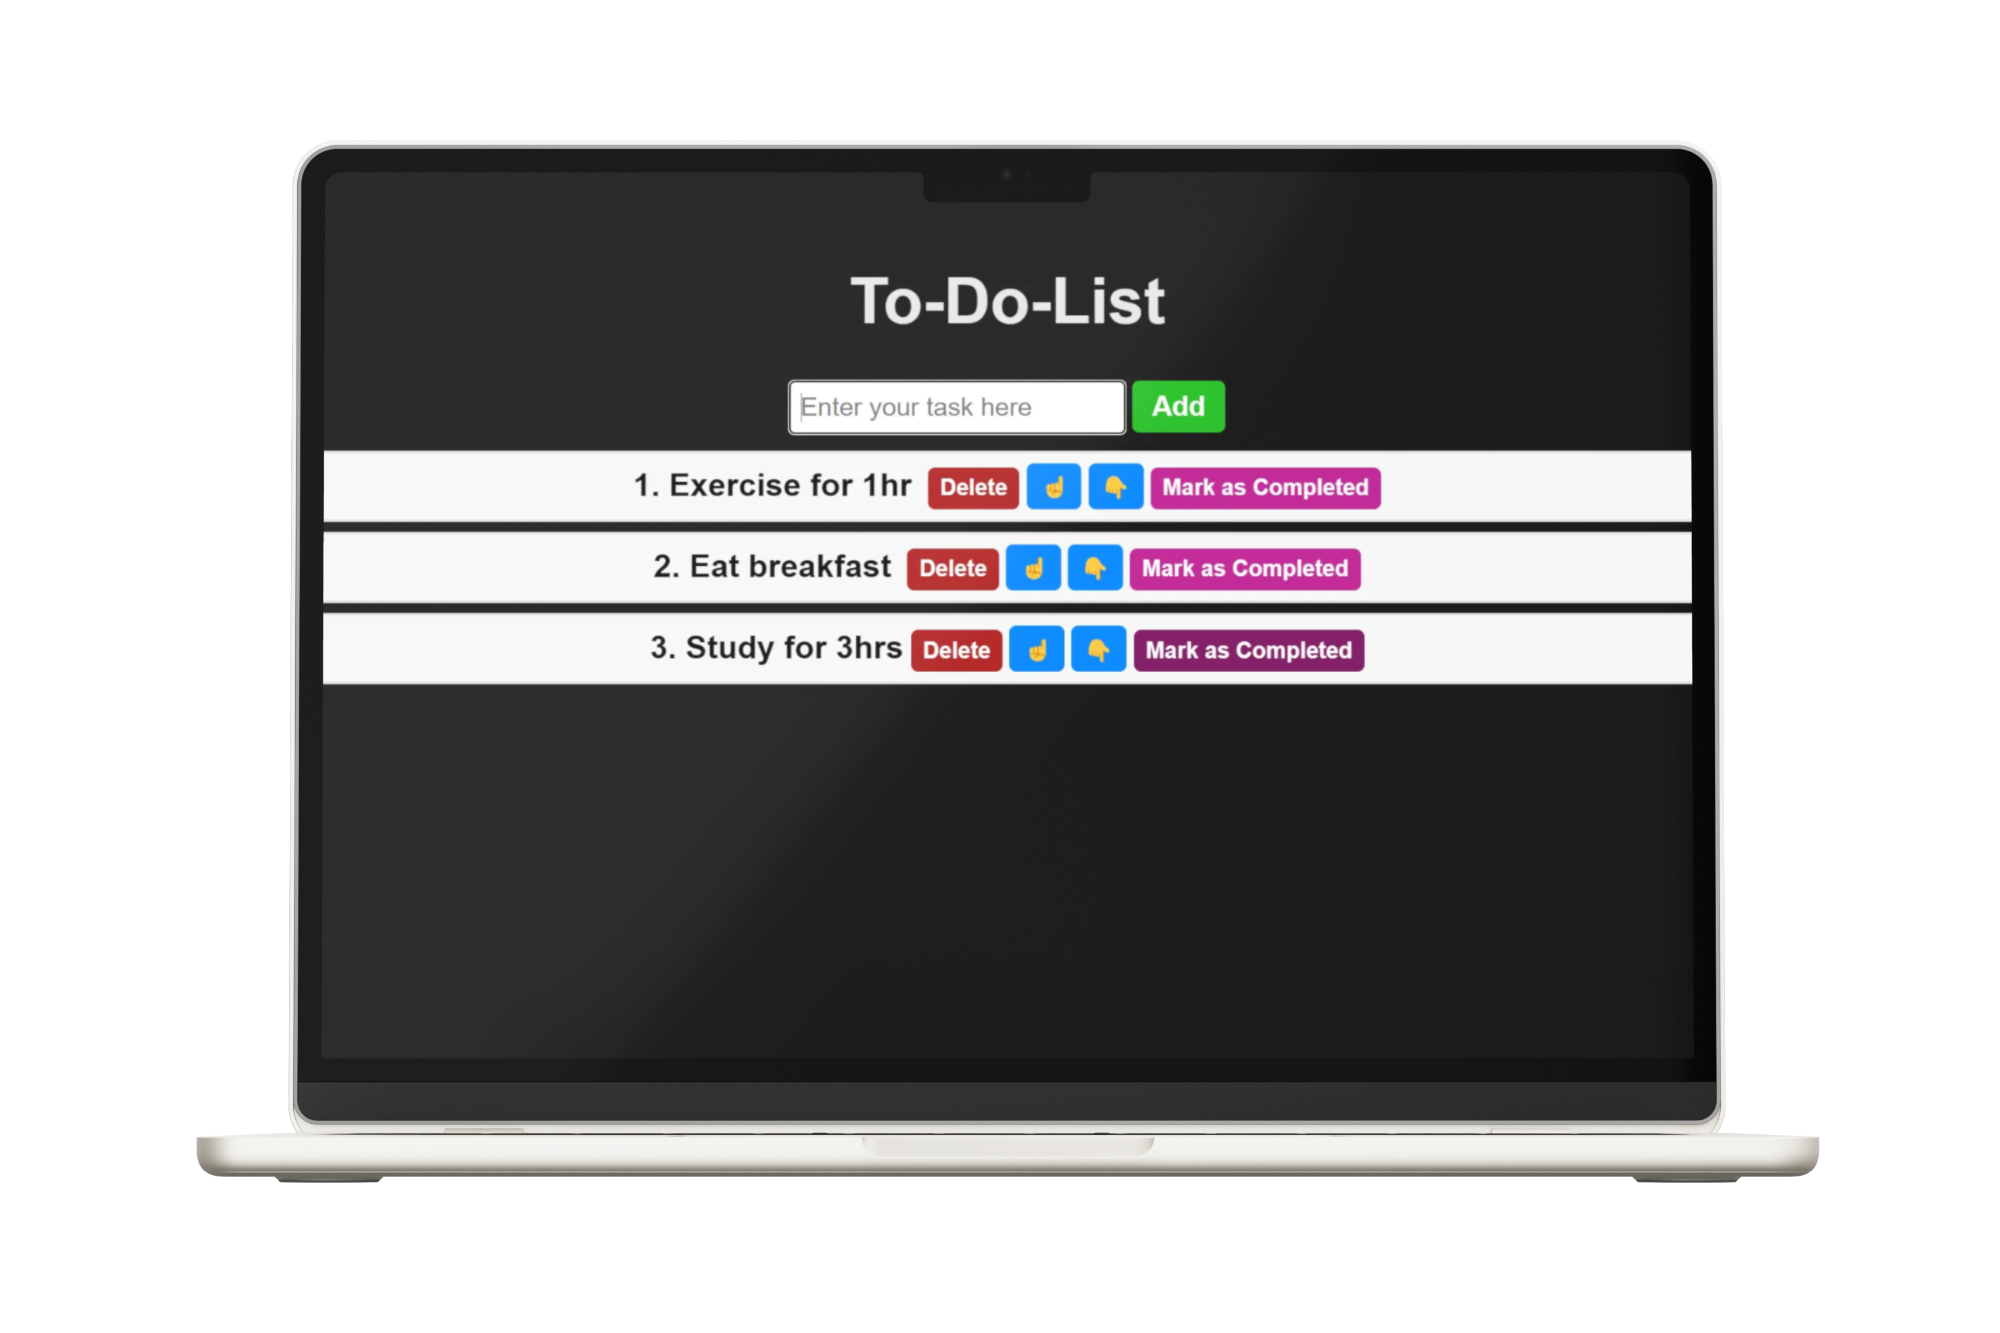 To-Do-List
Enter your task here Add
1. Exercise for 1hr Delete ☝ 👇 Mark as Completed
2. Eat breakfast Delete ☝ 👇 Mark as Completed
3. Study for 3hrs Delete ☝ 👇 Mark as Completed